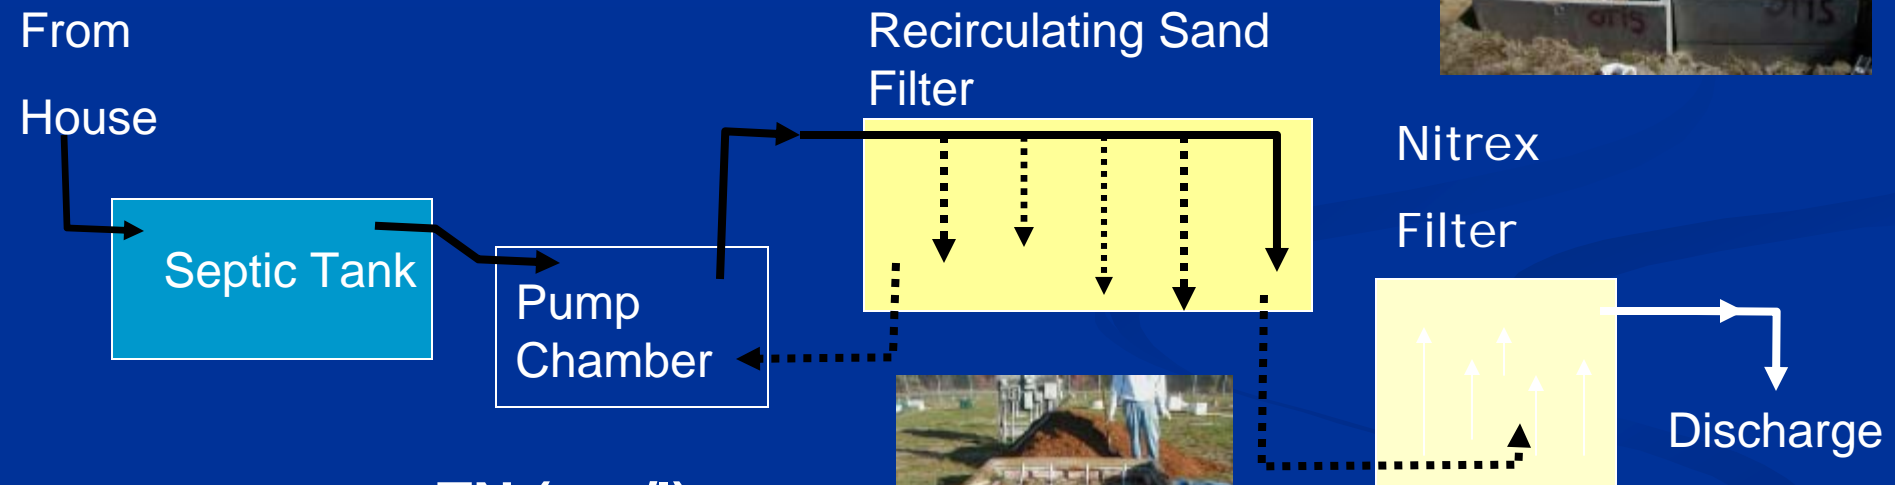 From
House
Recirculating Sand
Filter
Nitrex
Filter
Septic Tank
Pump
Chamber
Discharge